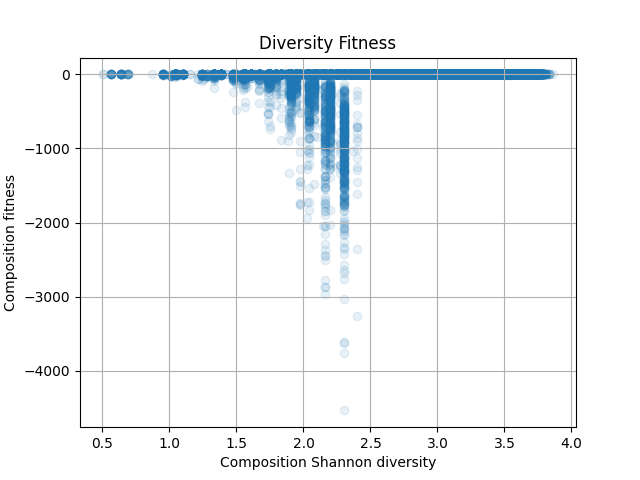 Diversity Fitness
0
−1000
−2000
−3000
−4000
Composition fitness
0.5 1.0 1.5 2.0 2.5 3.0 3.5 4.0
Composition Shannon diversity